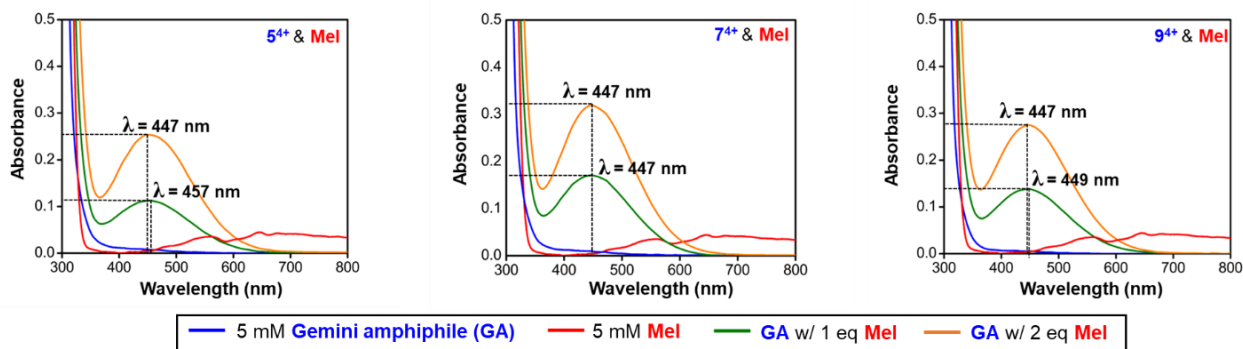 5⁴⁺ & Mel
0.5
0.4
0.3
0.2
0.1
0.0
Absorbance
λ = 447 nm
λ = 457 nm
300 400 500 600 700 800
Wavelength (nm)
7⁴⁺ & Mel
0.5
0.4
0.3
0.2
0.1
0.0
Absorbance
λ = 447 nm
λ = 447 nm
300 400 500 600 700 800
Wavelength (nm)
9⁴⁺ & Mel
0.5
0.4
0.3
0.2
0.1
0.0
Absorbance
λ = 447 nm
λ = 449 nm
300 400 500 600 700 800
Wavelength (nm)
5 mM Gemini amphiphile (GA) 5 mM Mel GA w/ 1 eq Mel GA w/ 2 eq Mel